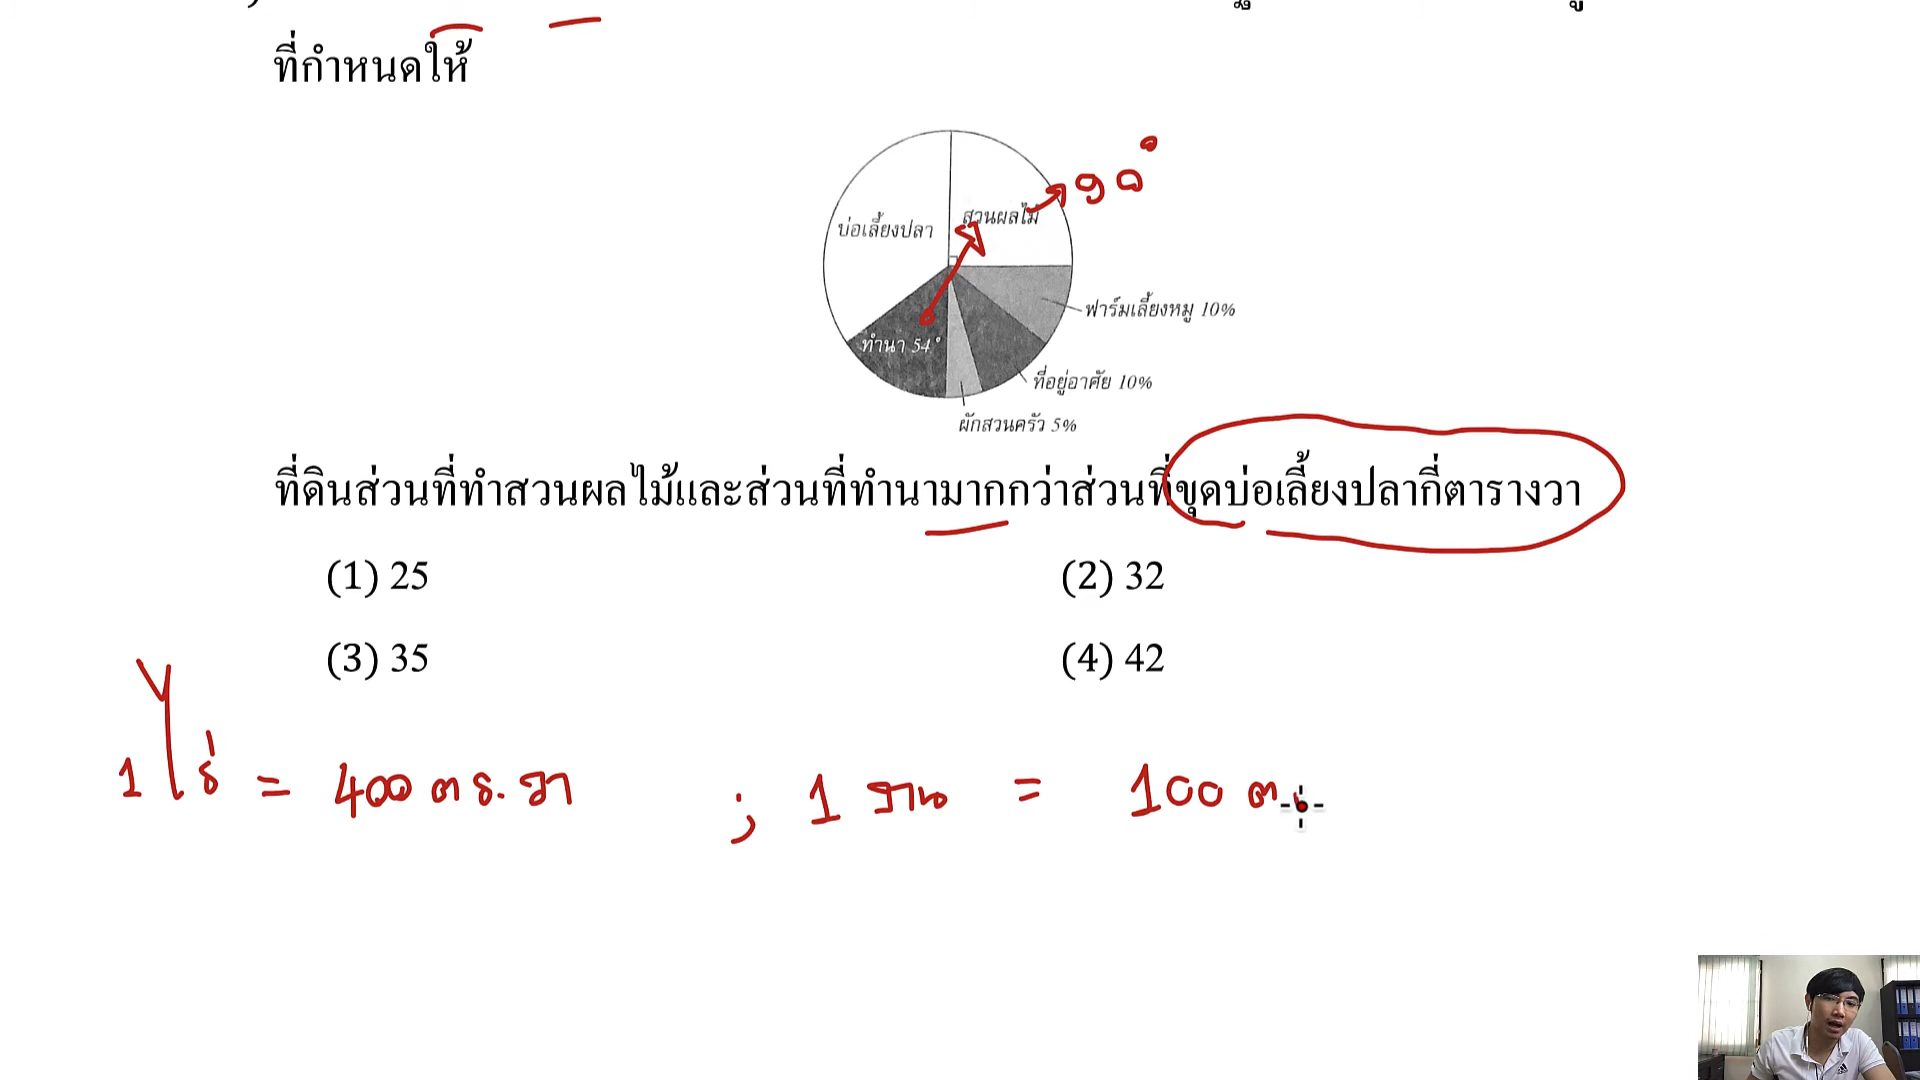 ที่กำหนดให้
90°
สวนผลไม้
บ่อเลี้ยงปลา
ฟาร์มเลี้ยงหมู 10%
ทำนา 54°
ที่อยู่อาศัย 10%
ผักสวนครัว 5%
ที่ดินส่วนที่ทำสวนผลไม้และส่วนที่ทำนามากกว่าส่วนที่ขุดบ่อเลี้ยงปลากี่ตารางวา
(1) 25 (2) 32
(3) 35 (4) 42
1 ไร่ = 400 ตร.วา ; 1 งาน = 100 ต